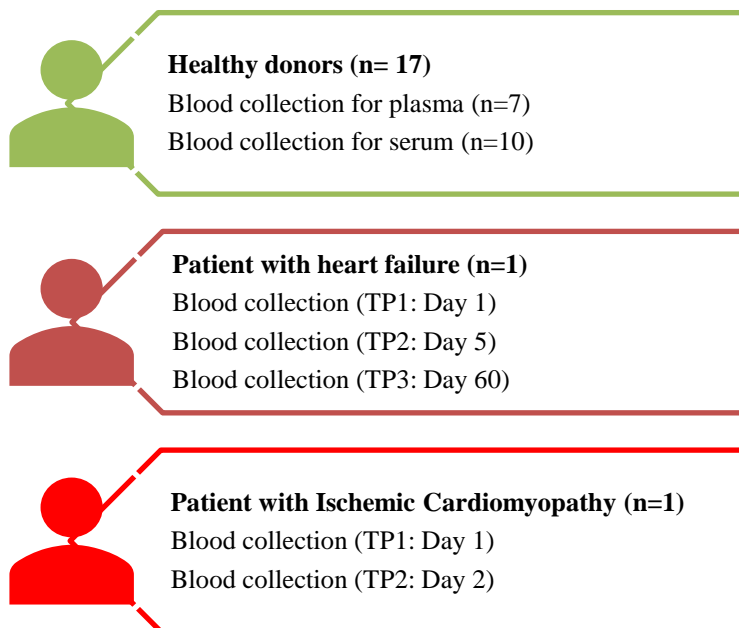 Healthy donors (n= 17)
Blood collection for plasma (n=7)
Blood collection for serum (n=10)
Patient with heart failure (n=1)
Blood collection (TP1: Day 1)
Blood collection (TP2: Day 5)
Blood collection (TP3: Day 60)
Patient with Ischemic Cardiomyopathy (n=1)
Blood collection (TP1: Day 1)
Blood collection (TP2: Day 2)